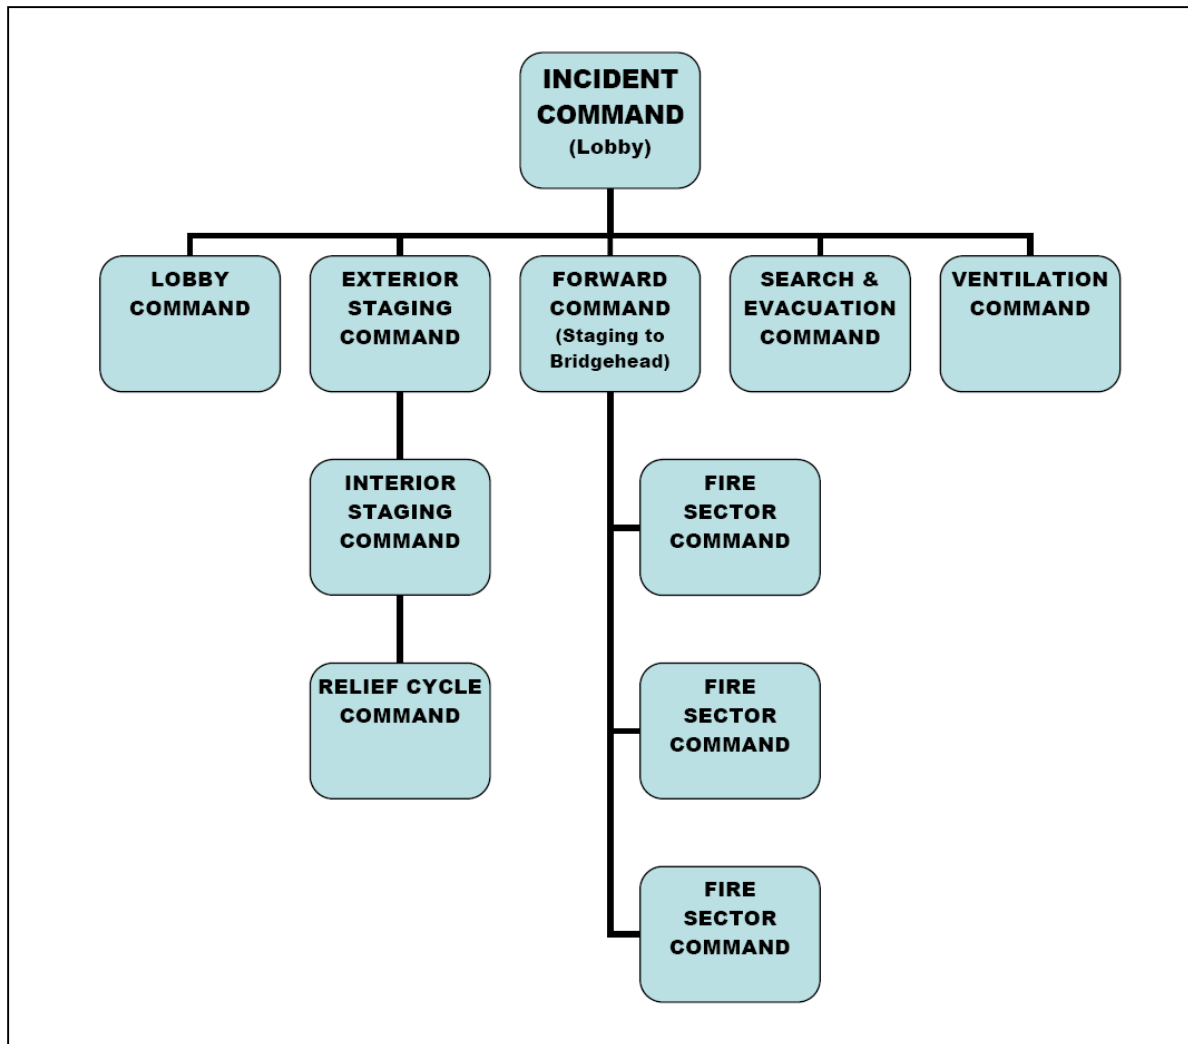 INCIDENT
COMMAND
(Lobby)
LOBBY
COMMAND
EXTERIOR
STAGING
COMMAND
FORWARD
COMMAND
(Staging to
Bridgehead)
SEARCH &
EVACUATION
COMMAND
VENTILATION
COMMAND
INTERIOR
STAGING
COMMAND
FIRE
SECTOR
COMMAND
RELIEF CYCLE
COMMAND
FIRE
SECTOR
COMMAND
FIRE
SECTOR
COMMAND